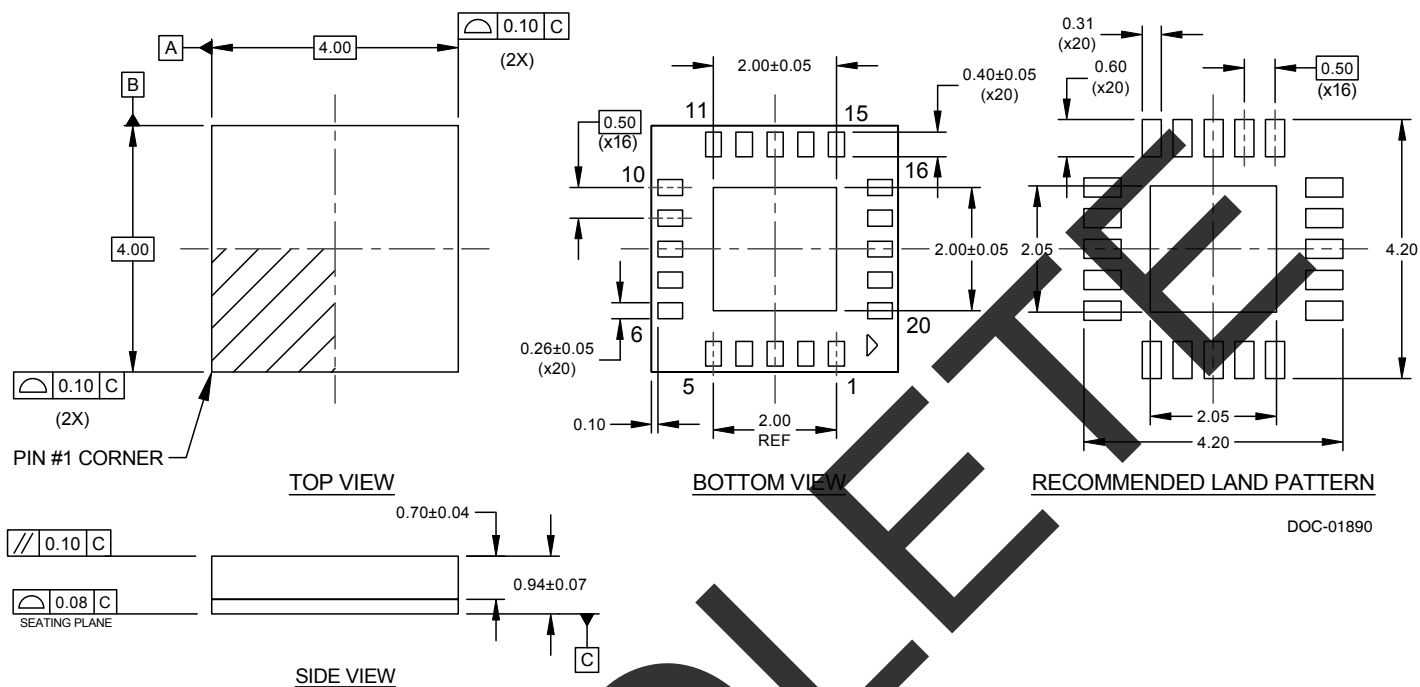 A
4.00
⌓ 0.10 C
(2X)
B
4.00
⌓ 0.10 C
(2X)
PIN #1 CORNER
TOP VIEW
2.00±0.05
0.40±0.05
(x20)
0.50
(x16)
11
15
10
16
2.00±0.05
6
20
0.26±0.05
(x20)
5
1
0.10
2.00
REF
BOTTOM VIEW
0.31
(x20)
0.60
(x20)
0.50
(x16)
2.05
4.20
2.05
4.20
RECOMMENDED LAND PATTERN
DOC-01890
// 0.10 C
0.70±0.04
0.94±0.07
⌓ 0.08 C
SEATING PLANE
C
SIDE VIEW